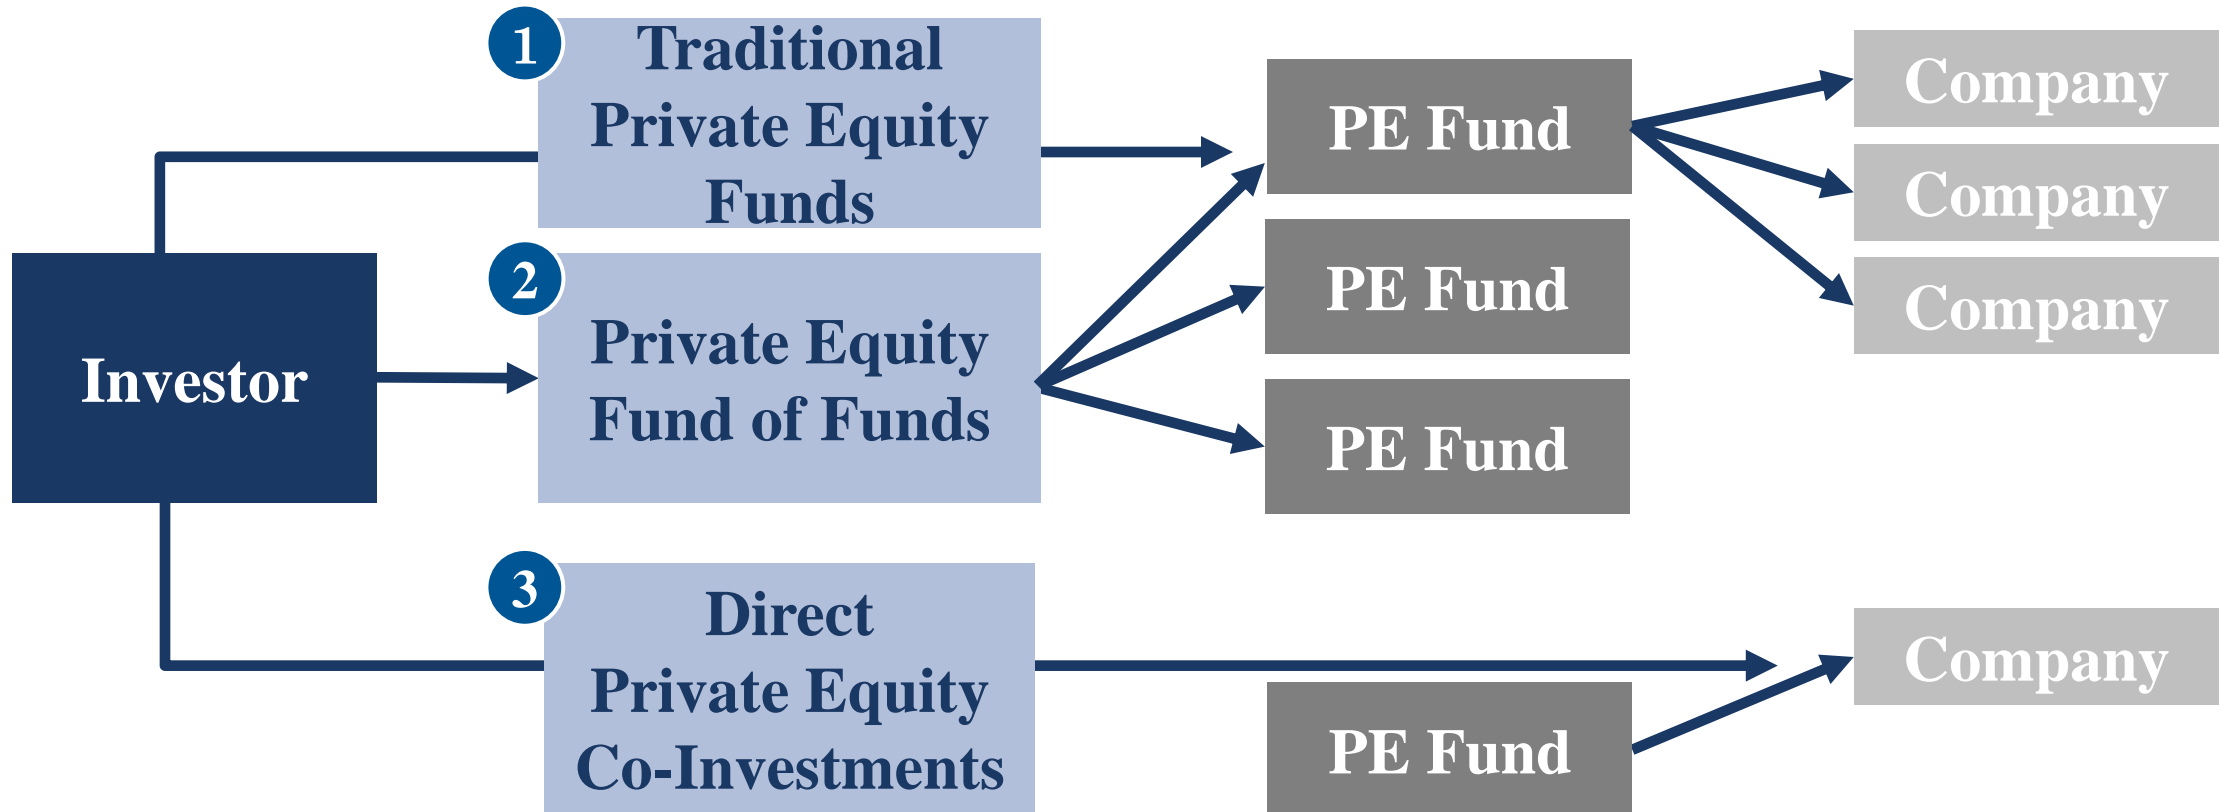 1
Traditional
Private Equity
Funds
PE Fund
Company
Company
Company
2
Private Equity
Fund of Funds
PE Fund
PE Fund
Investor
3
Direct
Private Equity
Co-Investments
PE Fund
Company